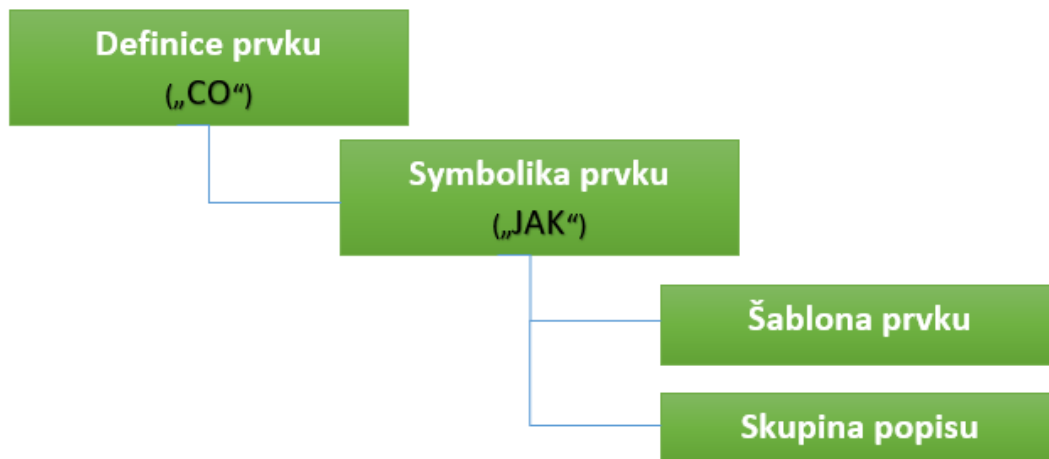 Definice prvku
(„CO“)
Symbolika prvku
(„JAK“)
Šablona prvku
Skupina popisu